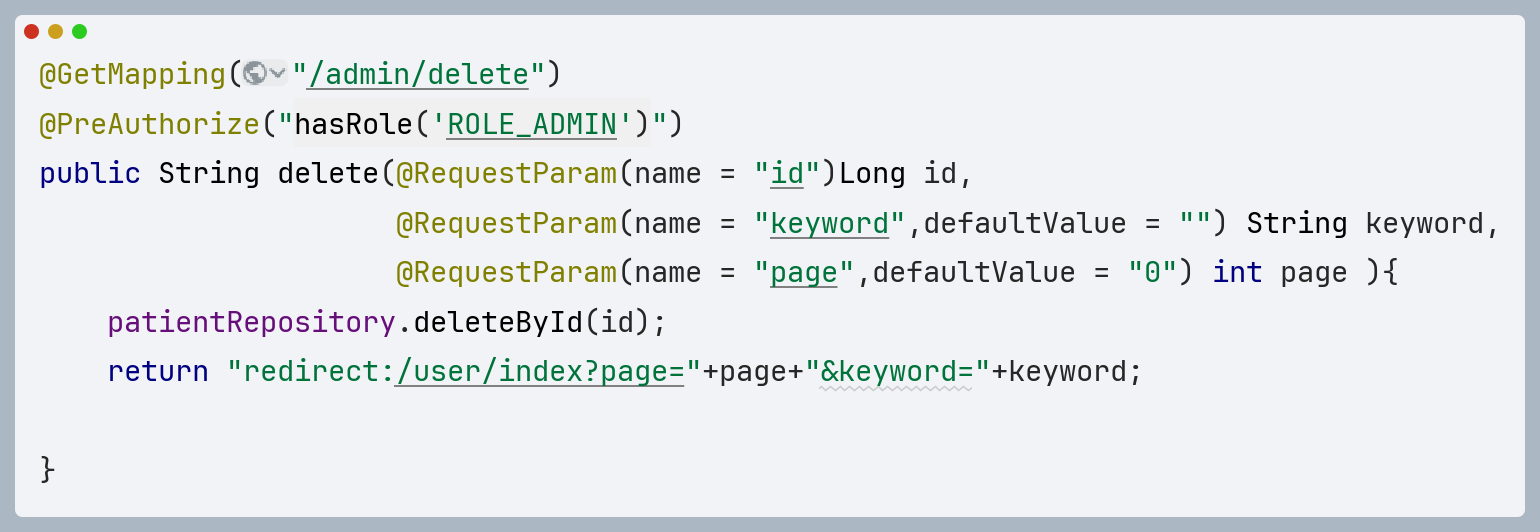 @GetMapping("/admin/delete")
@PreAuthorize("hasRole('ROLE_ADMIN')")
public String delete(@RequestParam(name = "id")Long id,
                     @RequestParam(name = "keyword",defaultValue = "") String keyword,
                     @RequestParam(name = "page",defaultValue = "0") int page ){
    patientRepository.deleteById(id);
    return "redirect:/user/index?page="+page+"&keyword="+keyword;
}